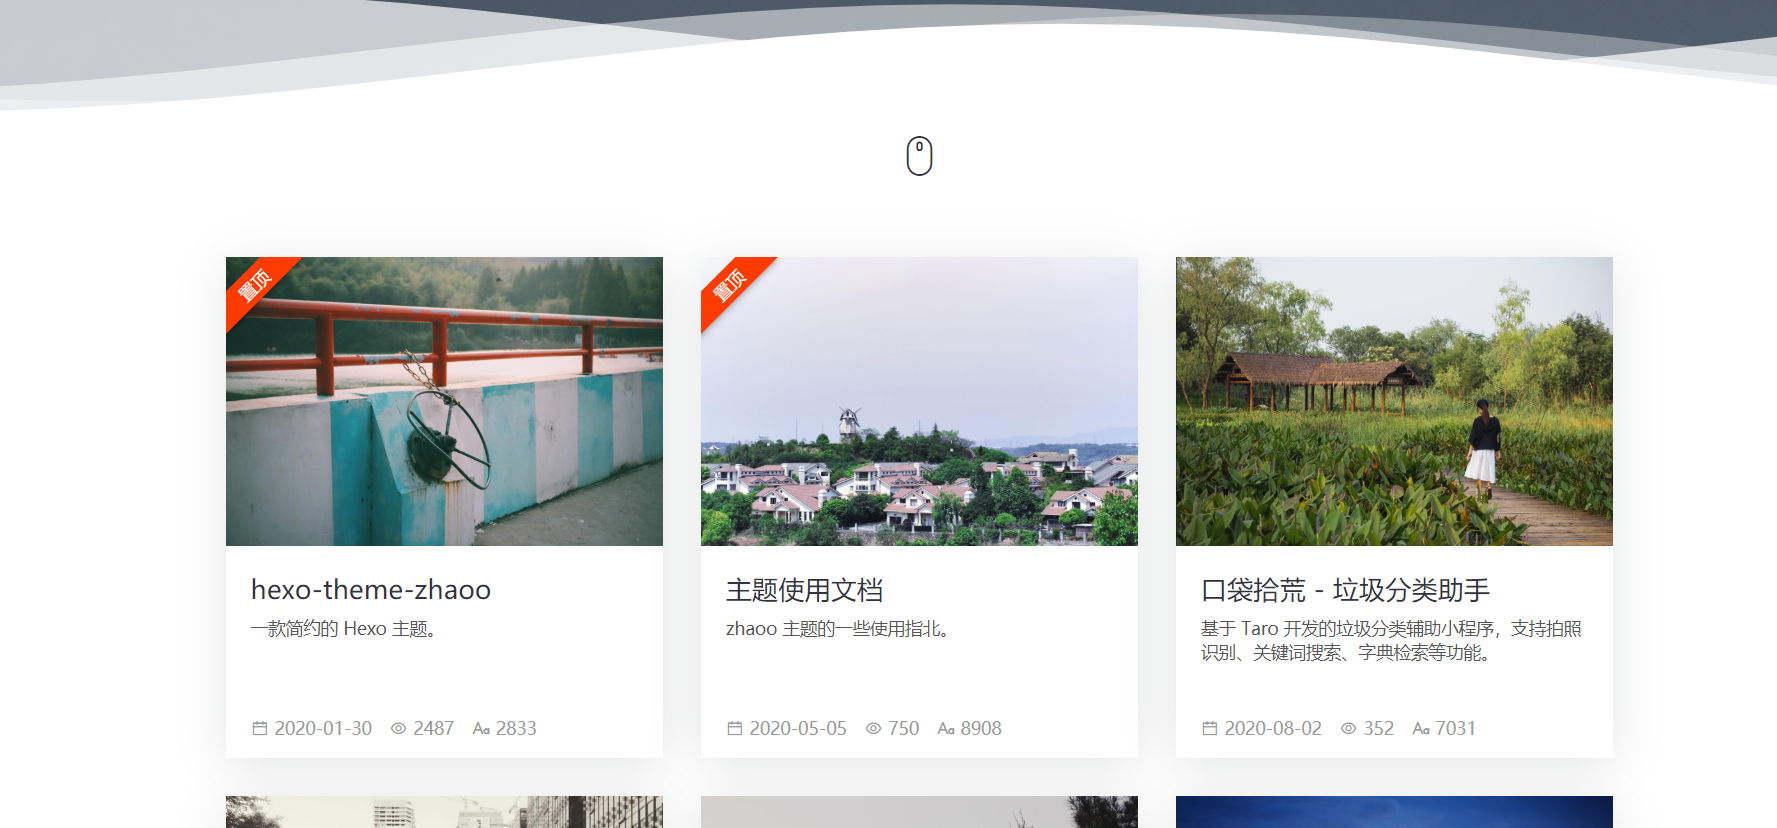 置顶
置顶
hexo-theme-zhaoo
一款简约的 Hexo 主题。
2020-01-30 2487 Aa 2833
主题使用文档
zhaoo 主题的一些使用指北。
2020-05-05 750 Aa 8908
口袋拾荒 - 垃圾分类助手
基于 Taro 开发的垃圾分类辅助小程序，支持拍照
识别、关键词搜索、字典检索等功能。
2020-08-02 352 Aa 7031